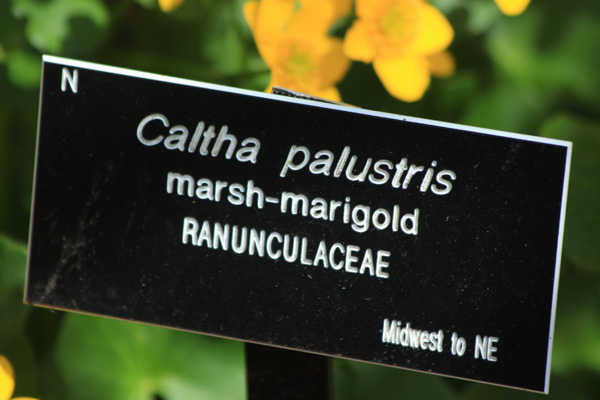 N
Caltha palustris
marsh-marigold
RANUNCULACEAE
Midwest to NE